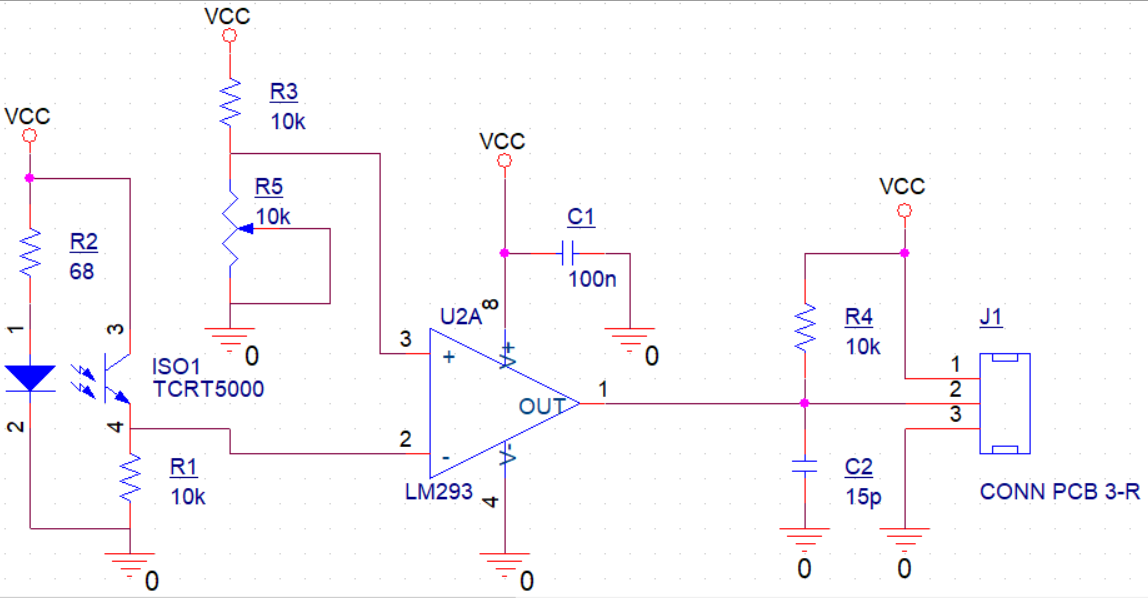 VCC
R3
10k
VCC
R5
10k
R2
68
1
3
ISO1
TCRT5000
2
4
R1
10k
0
0
VCC
C1
100n
0
U2A
8
3
+
V+
OUT
1
2
-
V-
LM293
4
0
VCC
R4
10k
J1
1
2
3
C2
15p
CONN PCB 3-R
0
0